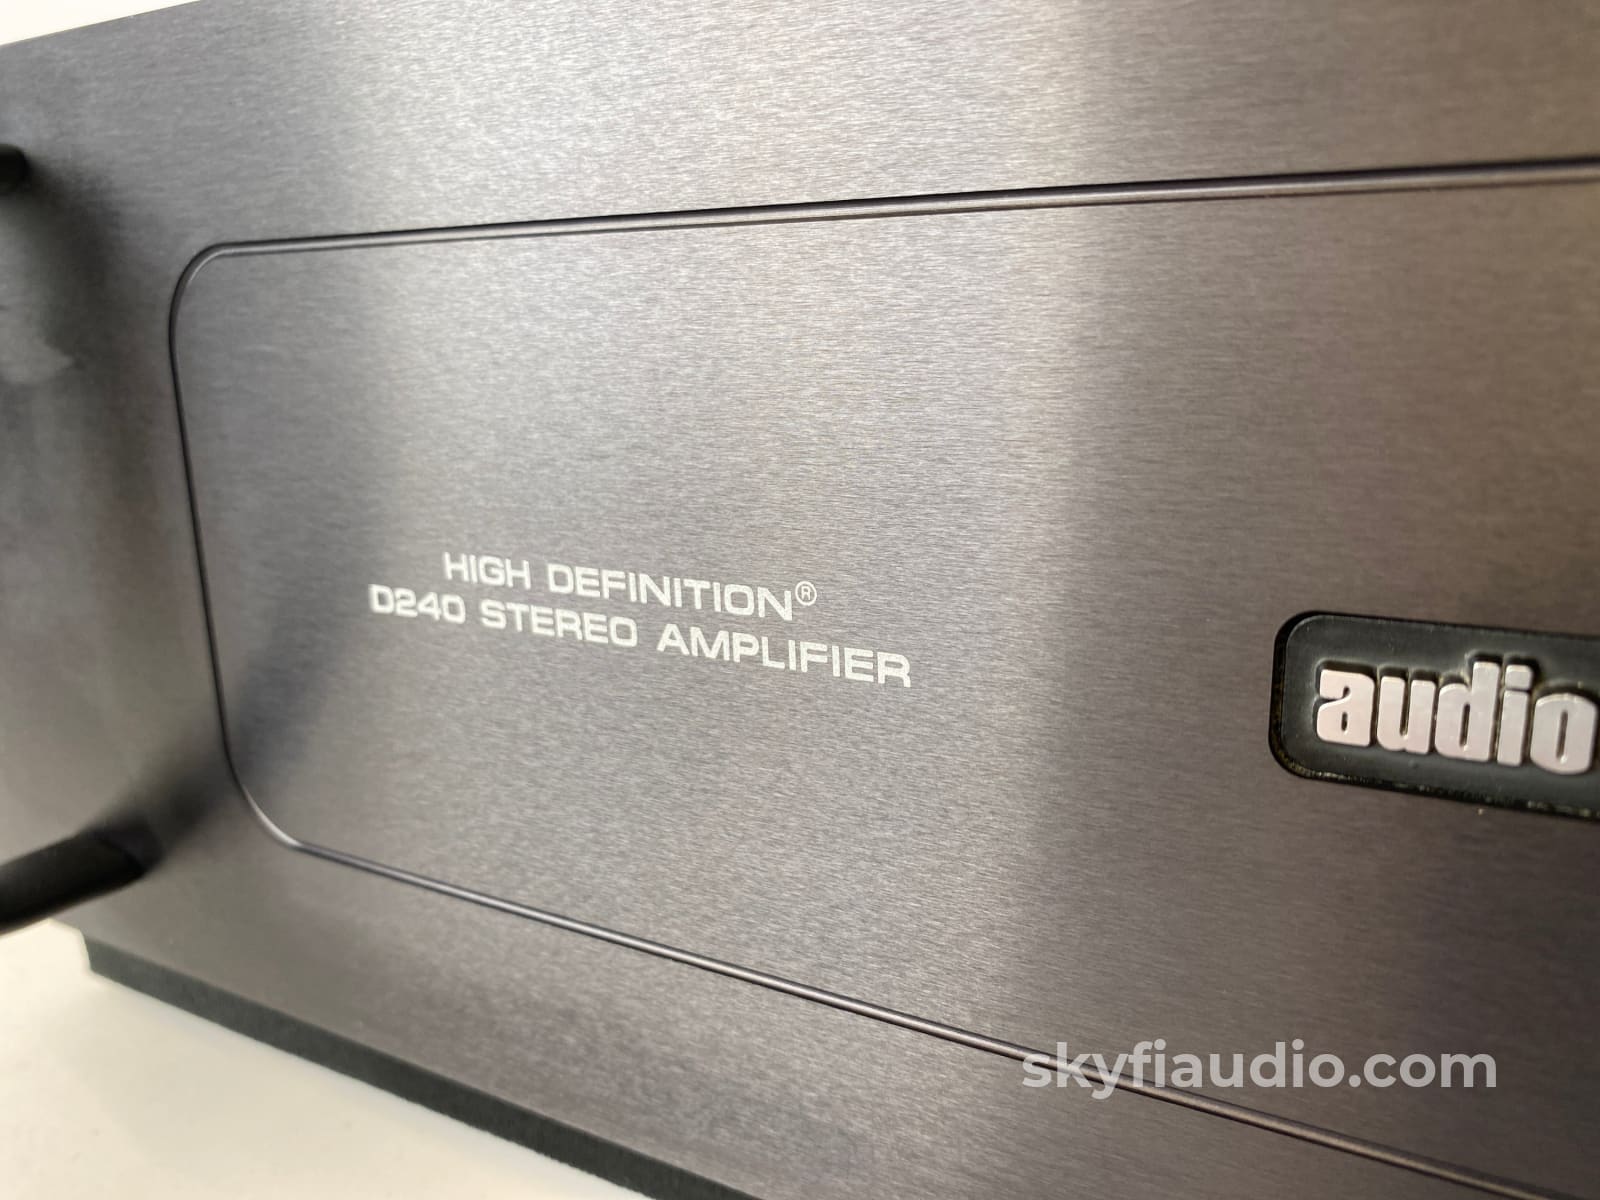 HIGH DEFINITION®
D240 STEREO AMPLIFIER
audio
skyfiaudio.com